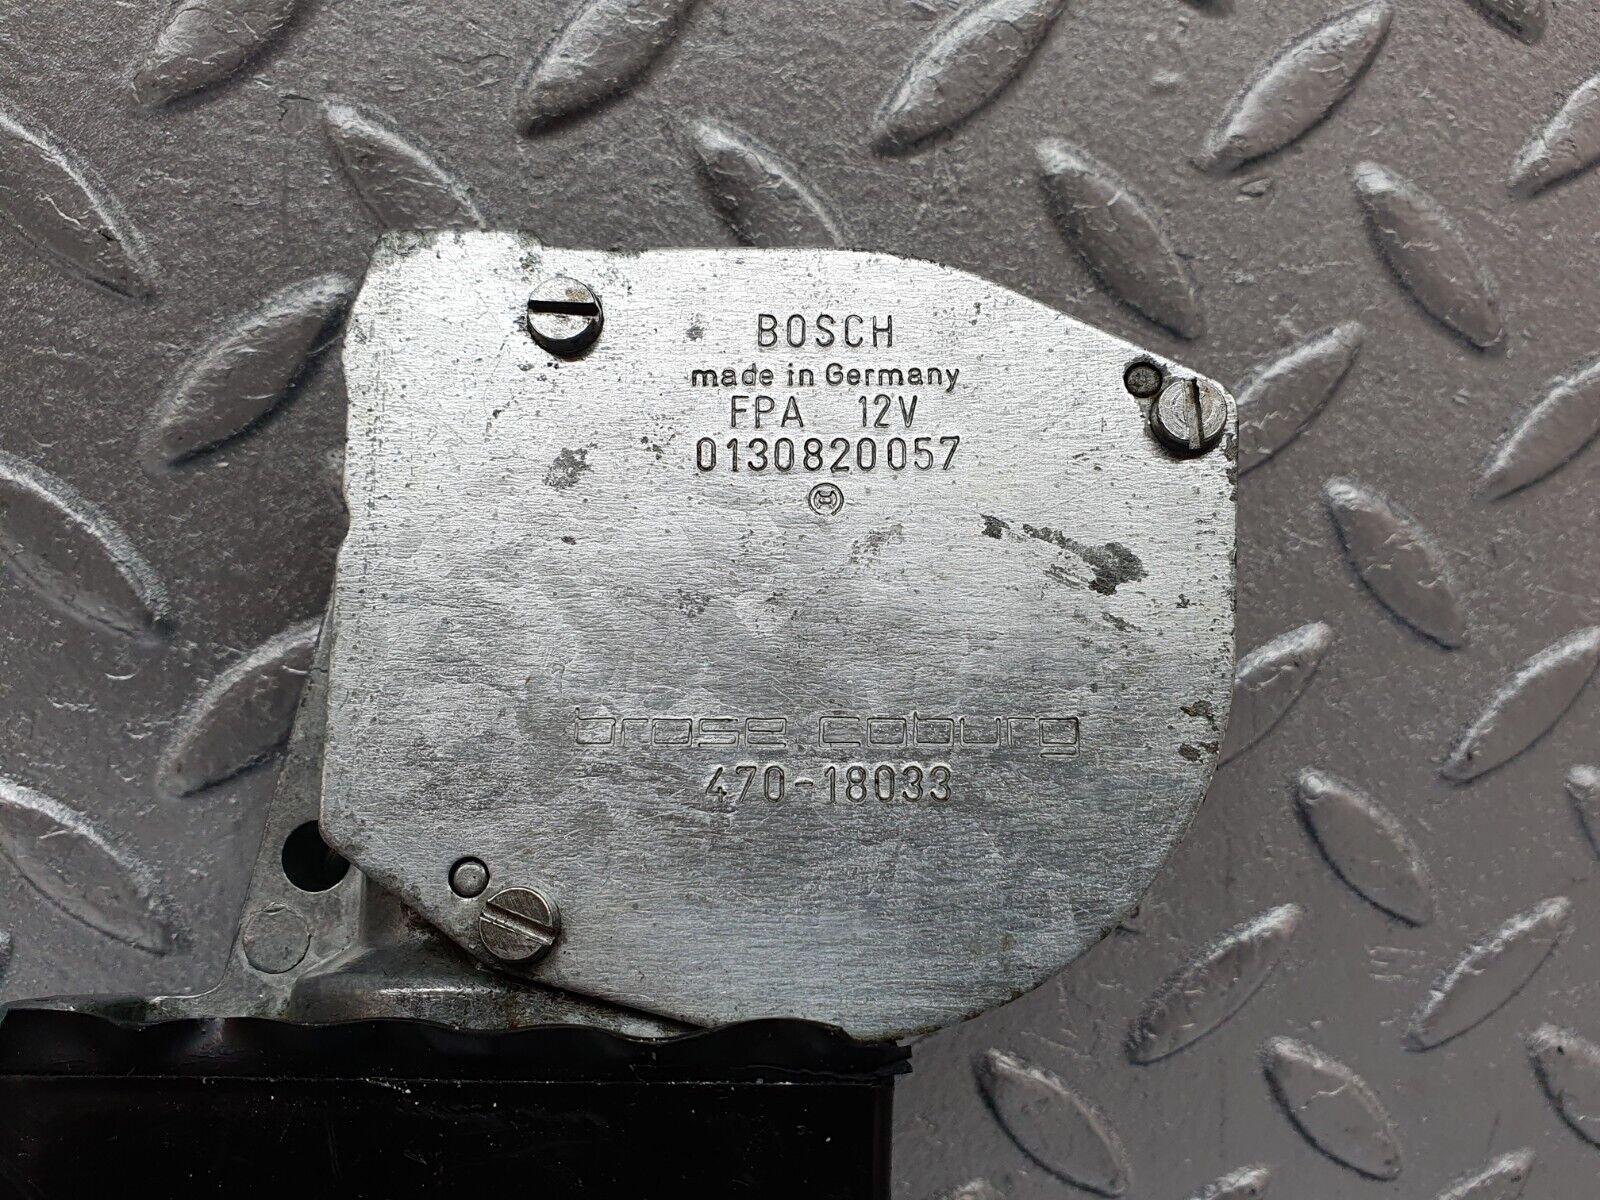 BOSCH
made in Germany
FPA 12V
0130820057
brose coburg
470-18033